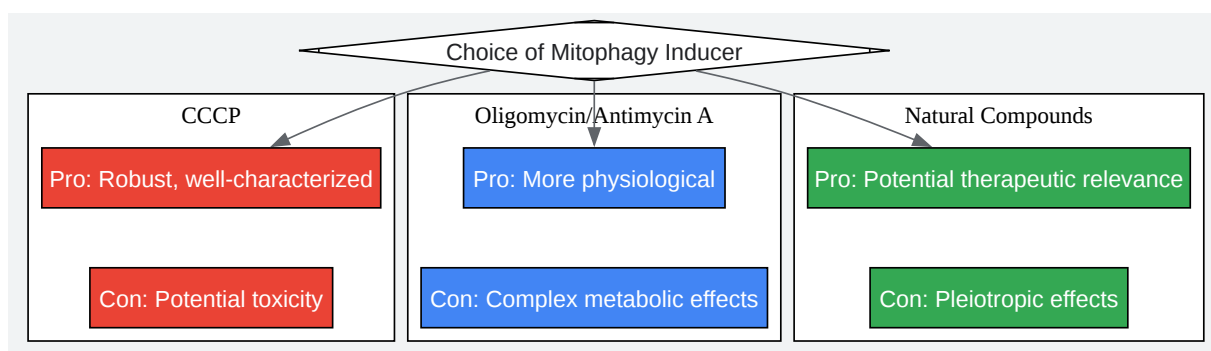 Choice of Mitophagy Inducer
CCCP
Oligomycin/Antimycin A
Natural Compounds
Pro: Robust, well-characterized
Pro: More physiological
Pro: Potential therapeutic relevance
Con: Potential toxicity
Con: Complex metabolic effects
Con: Pleiotropic effects